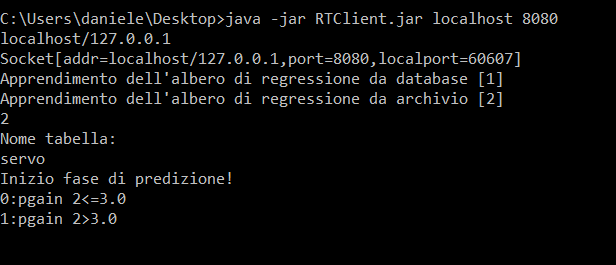 C:\Users\daniele\Desktop>java -jar RTClient.jar localhost 8080
localhost/127.0.0.1
Socket[addr=localhost/127.0.0.1,port=8080,localport=60607]
Apprendimento dell'albero di regressione da database [1]
Apprendimento dell'albero di regressione da archivio [2]
2
Nome tabella:
servo
Inizio fase di predizione!
0:pgain 2<=3.0
1:pgain 2>3.0